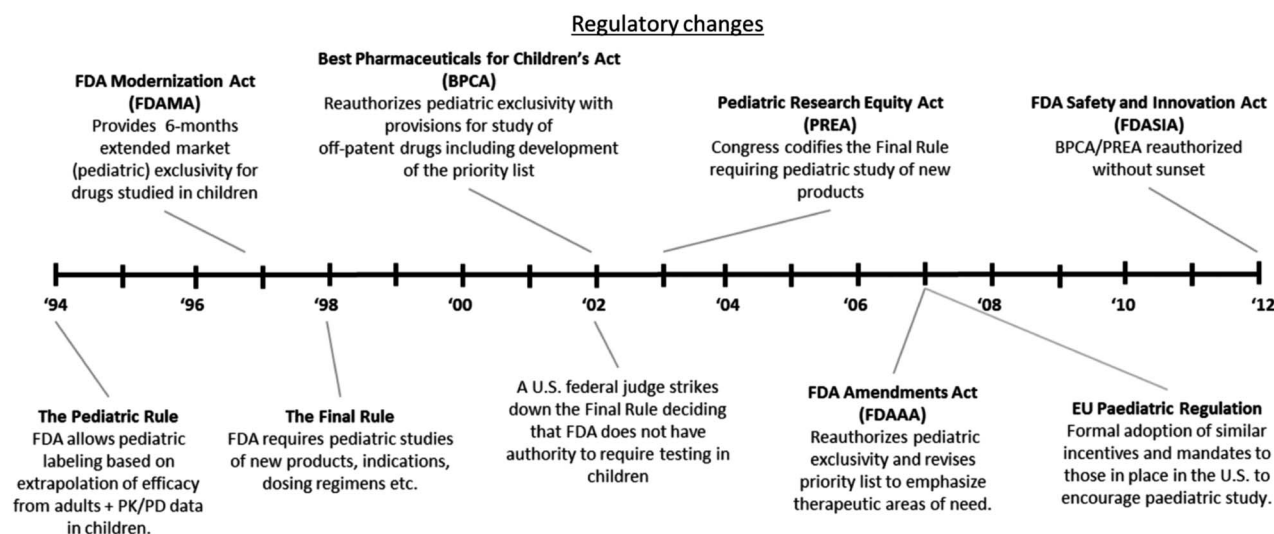 Regulatory changes
FDA Modernization Act
(FDAMA)
Provides 6-months
extended market
(pediatric) exclusivity for
drugs studied in children
Best Pharmaceuticals for Children's Act
(BPCA)
Reauthorizes pediatric exclusivity with
provisions for study of
off-patent drugs including development
of the priority list
Pediatric Research Equity Act
(PREA)
Congress codifies the Final Rule
requiring pediatric study of new
products
FDA Safety and Innovation Act
(FDASIA)
BPCA/PREA reauthorized
without sunset
‘94 ‘96 ‘98 ‘00 ‘02 ‘04 ‘06 ‘08 ‘10 ‘12
The Pediatric Rule
FDA allows pediatric
labeling based on
extrapolation of efficacy
from adults + PK/PD data
in children.
The Final Rule
FDA requires pediatric studies
of new products, indications,
dosing regimens etc.
A U.S. federal judge strikes
down the Final Rule deciding
that FDA does not have
authority to require testing in
children
FDA Amendments Act
(FDAAA)
Reauthorizes pediatric
exclusivity and revises
priority list to emphasize
therapeutic areas of need.
EU Paediatric Regulation
Formal adoption of similar
incentives and mandates to
those in place in the U.S. to
encourage paediatric study.